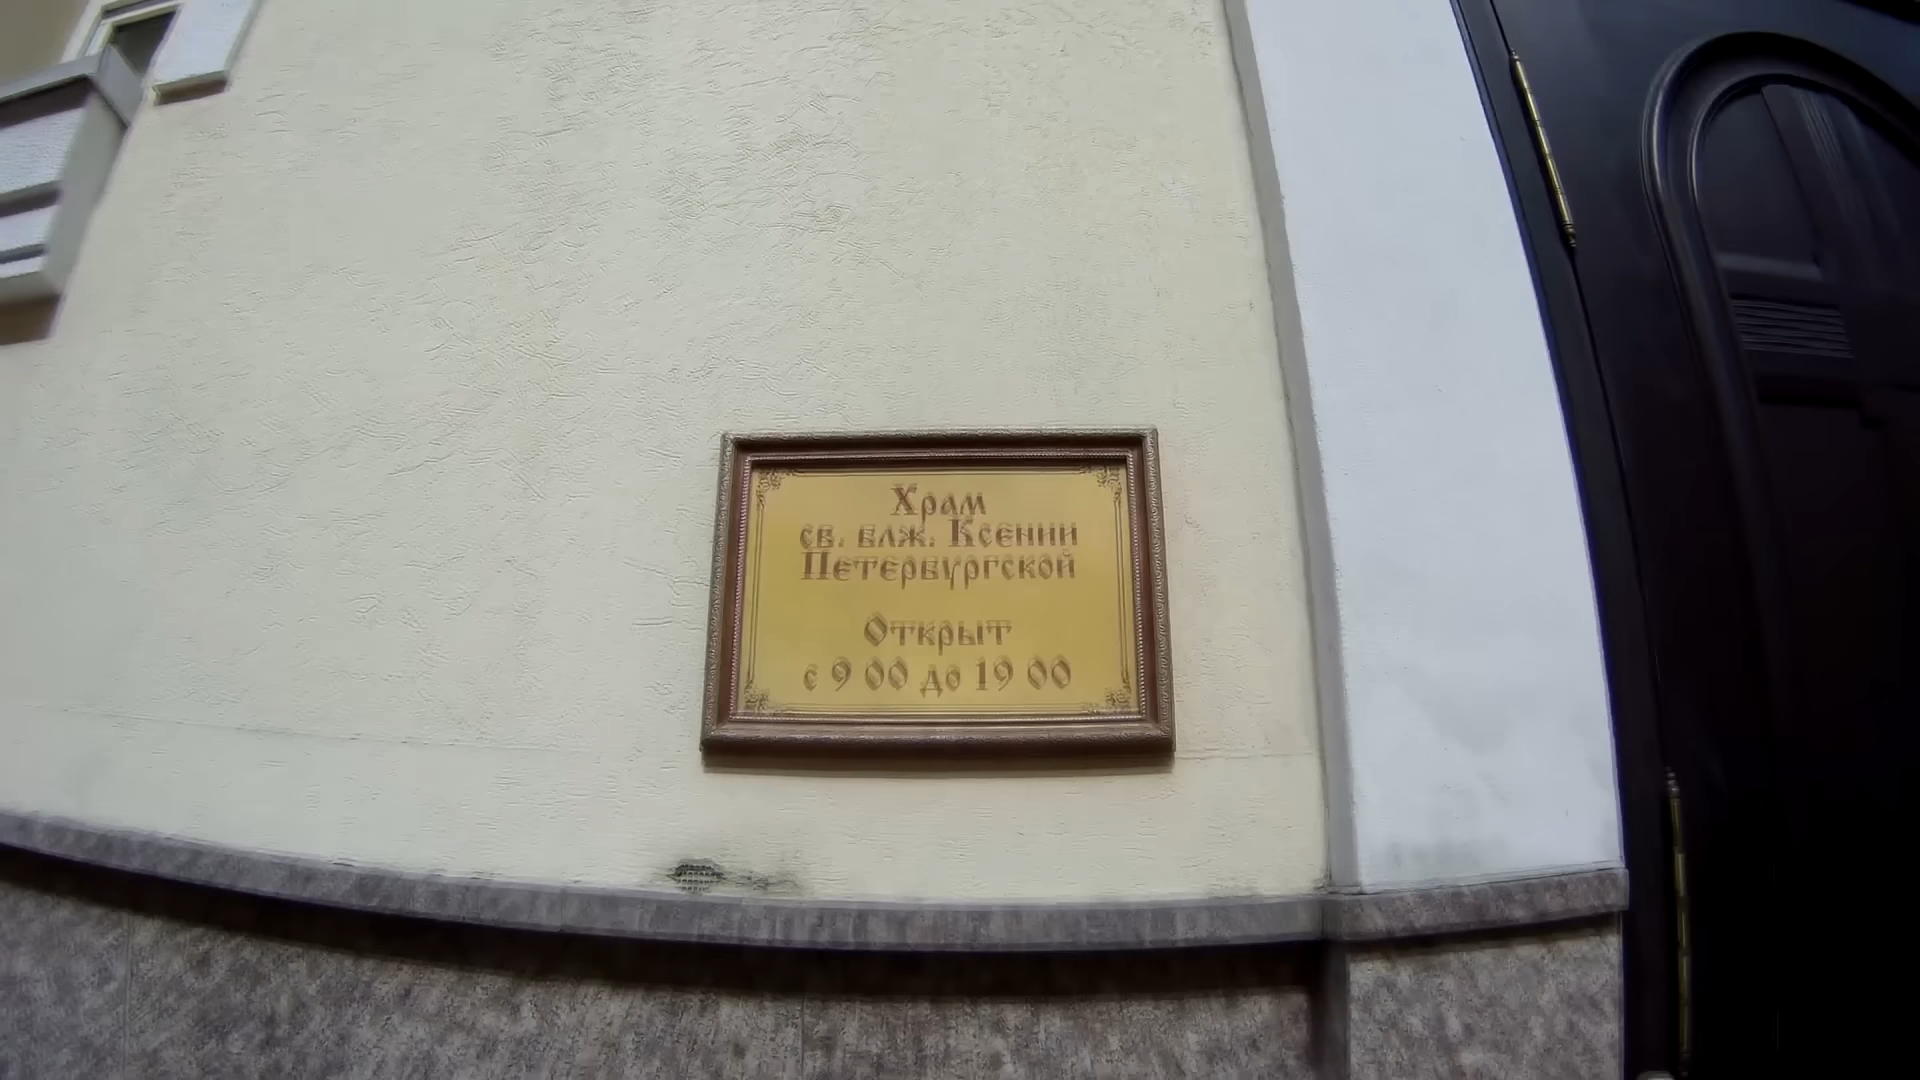 Храм
св. блж. Ксении
Петербургской
Открыт
с 9 00 до 19 00